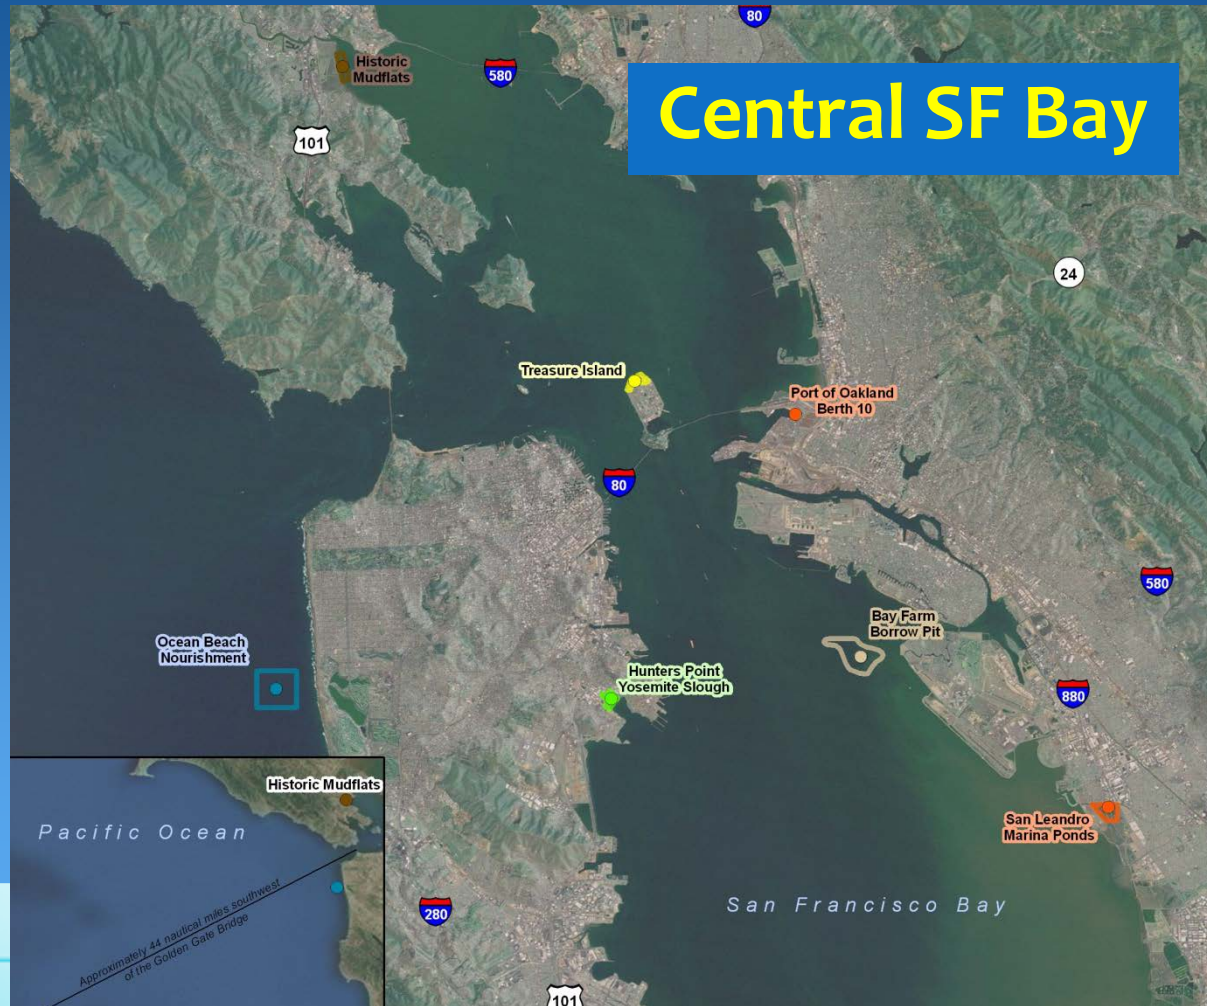 80
Historic
Mudflats
580
Central SF Bay
101
24
Treasure Island
Port of Oakland
Berth 10
80
580
Bay Farm
Borrow Pit
Ocean Beach
Nourishment
Hunters Point
Yosemite Slough
880
Historic Mudflats
Pacific Ocean
San Leandro
Marina Ponds
Approximately 44 nautical miles southwest
of the Golden Gate Bridge
280
San Francisco Bay
101